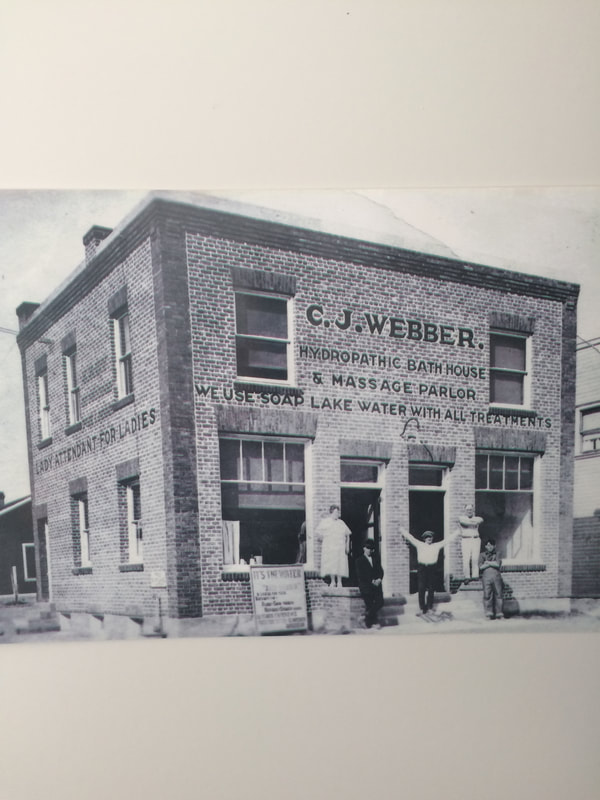 C. J. WEBBER.
HYDROPATHIC BATH HOUSE
& MASSAGE PARLOR
WE USE SOAP LAKE WATER WITH ALL TREATMENTS
LADY ATTENDANT FOR LADIES
IT'S THE WATER